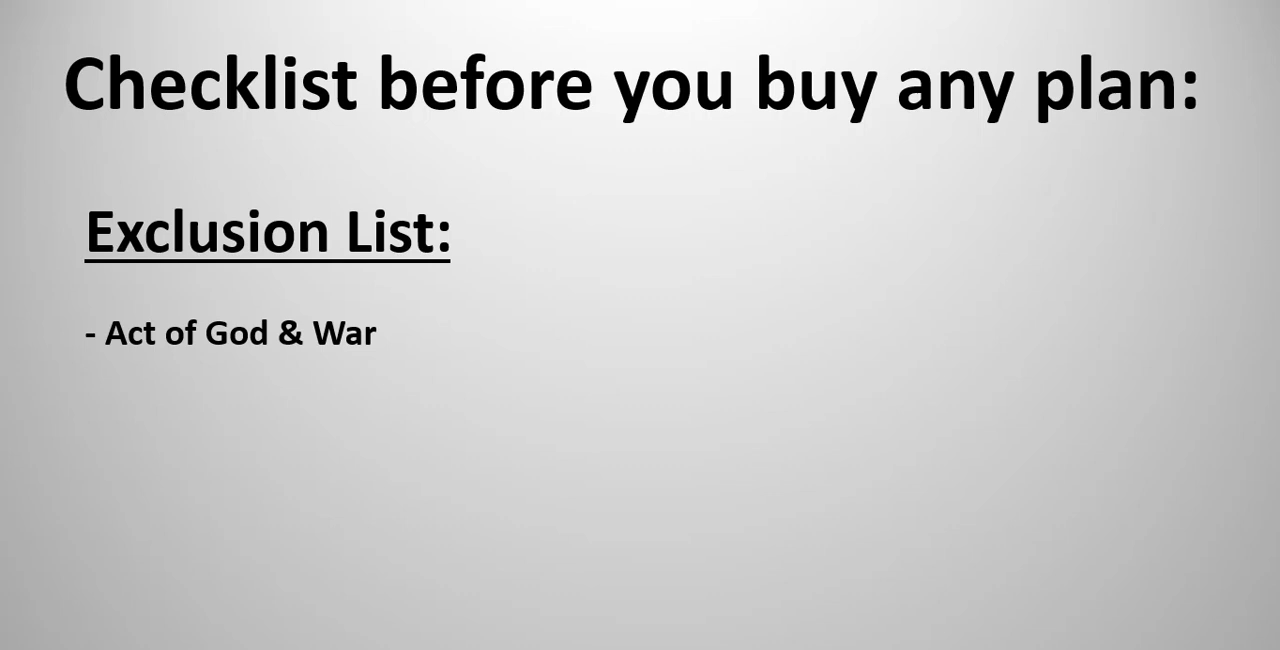 Checklist before you buy any plan:
Exclusion List:
- Act of God & War